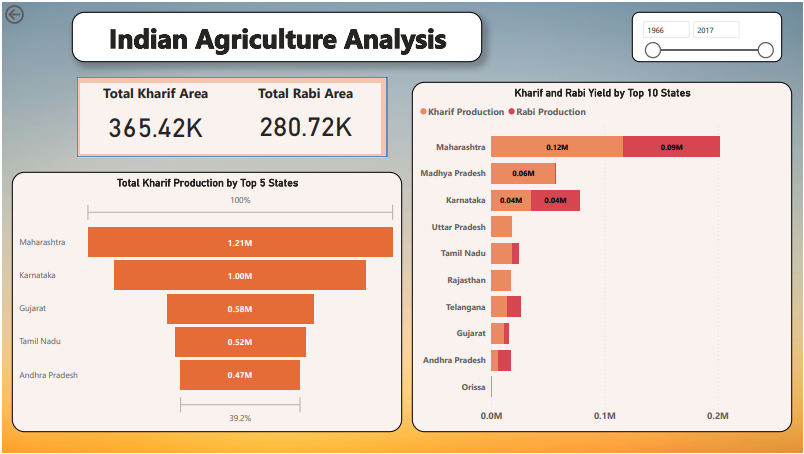 Indian Agriculture Analysis
1966 2017
Total Kharif Area Total Rabi Area
365.42K 280.72K
Total Kharif Production by Top 5 States
100%
Maharashtra 1.21M
Karnataka 1.00M
Gujarat 0.58M
Tamil Nadu 0.52M
Andhra Pradesh 0.47M
39.2%
Kharif and Rabi Yield by Top 10 States
Kharif Production Rabi Production
Maharashtra 0.12M 0.09M
Madhya Pradesh 0.06M
Karnataka 0.04M 0.04M
Uttar Pradesh
Tamil Nadu
Rajasthan
Telangana
Gujarat
Andhra Pradesh
Orissa
0.0M 0.1M 0.2M